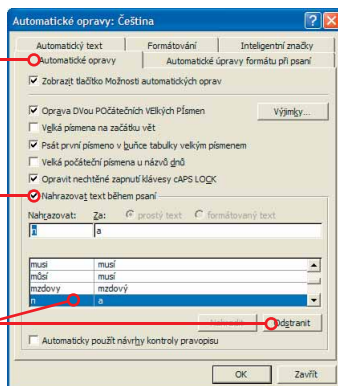 Automatické opravy: Čeština
Automatický text Formátování Inteligentní značky
Automatické opravy Automatické úpravy formátu při psaní
Zobrazit tlačítko Možnosti automatických oprav
Oprava DVou POčátečních VElkých PÍsmen Výjimky...
Velká písmena na začátku vět
Psát první písmeno v buňce tabulky velkým písmenem
Velká počáteční písmena u názvů dnů
Opravit nechtěné zapnutí klávesy cAPS LOCK
Nahrazovat text během psaní
Nahrazovat: Za: prostý text formátovaný text
n a
musi musí
můsí musí
mzdovy mzdový
n a
Nahradit Odstranit
Automaticky použít návrhy kontroly pravopisu
OK Zavřít